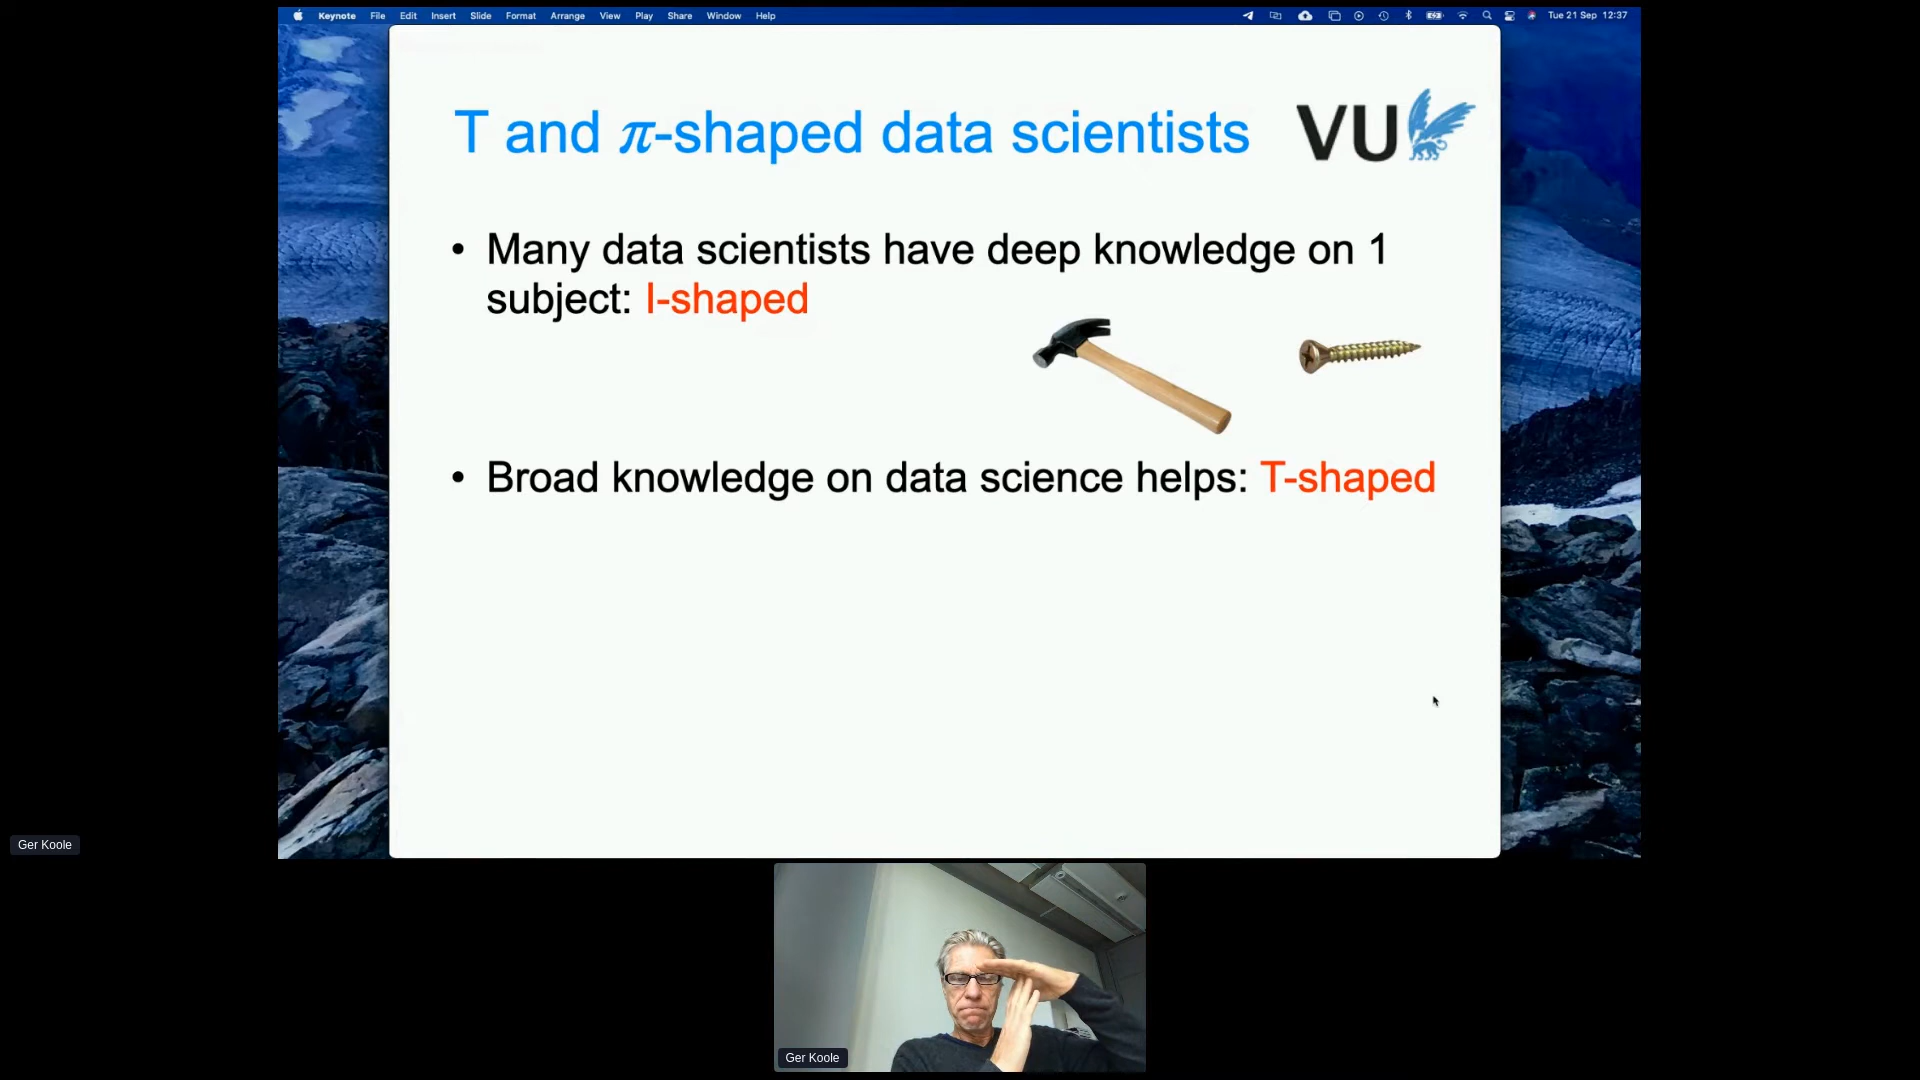 Keynote File Edit Insert Slide Format Arrange View Play Share Window Help Tue 21 Sep 12:37
T and π-shaped data scientists
VU
• Many data scientists have deep knowledge on 1
subject: I-shaped
• Broad knowledge on data science helps: T-shaped
Ger Koole
Ger Koole